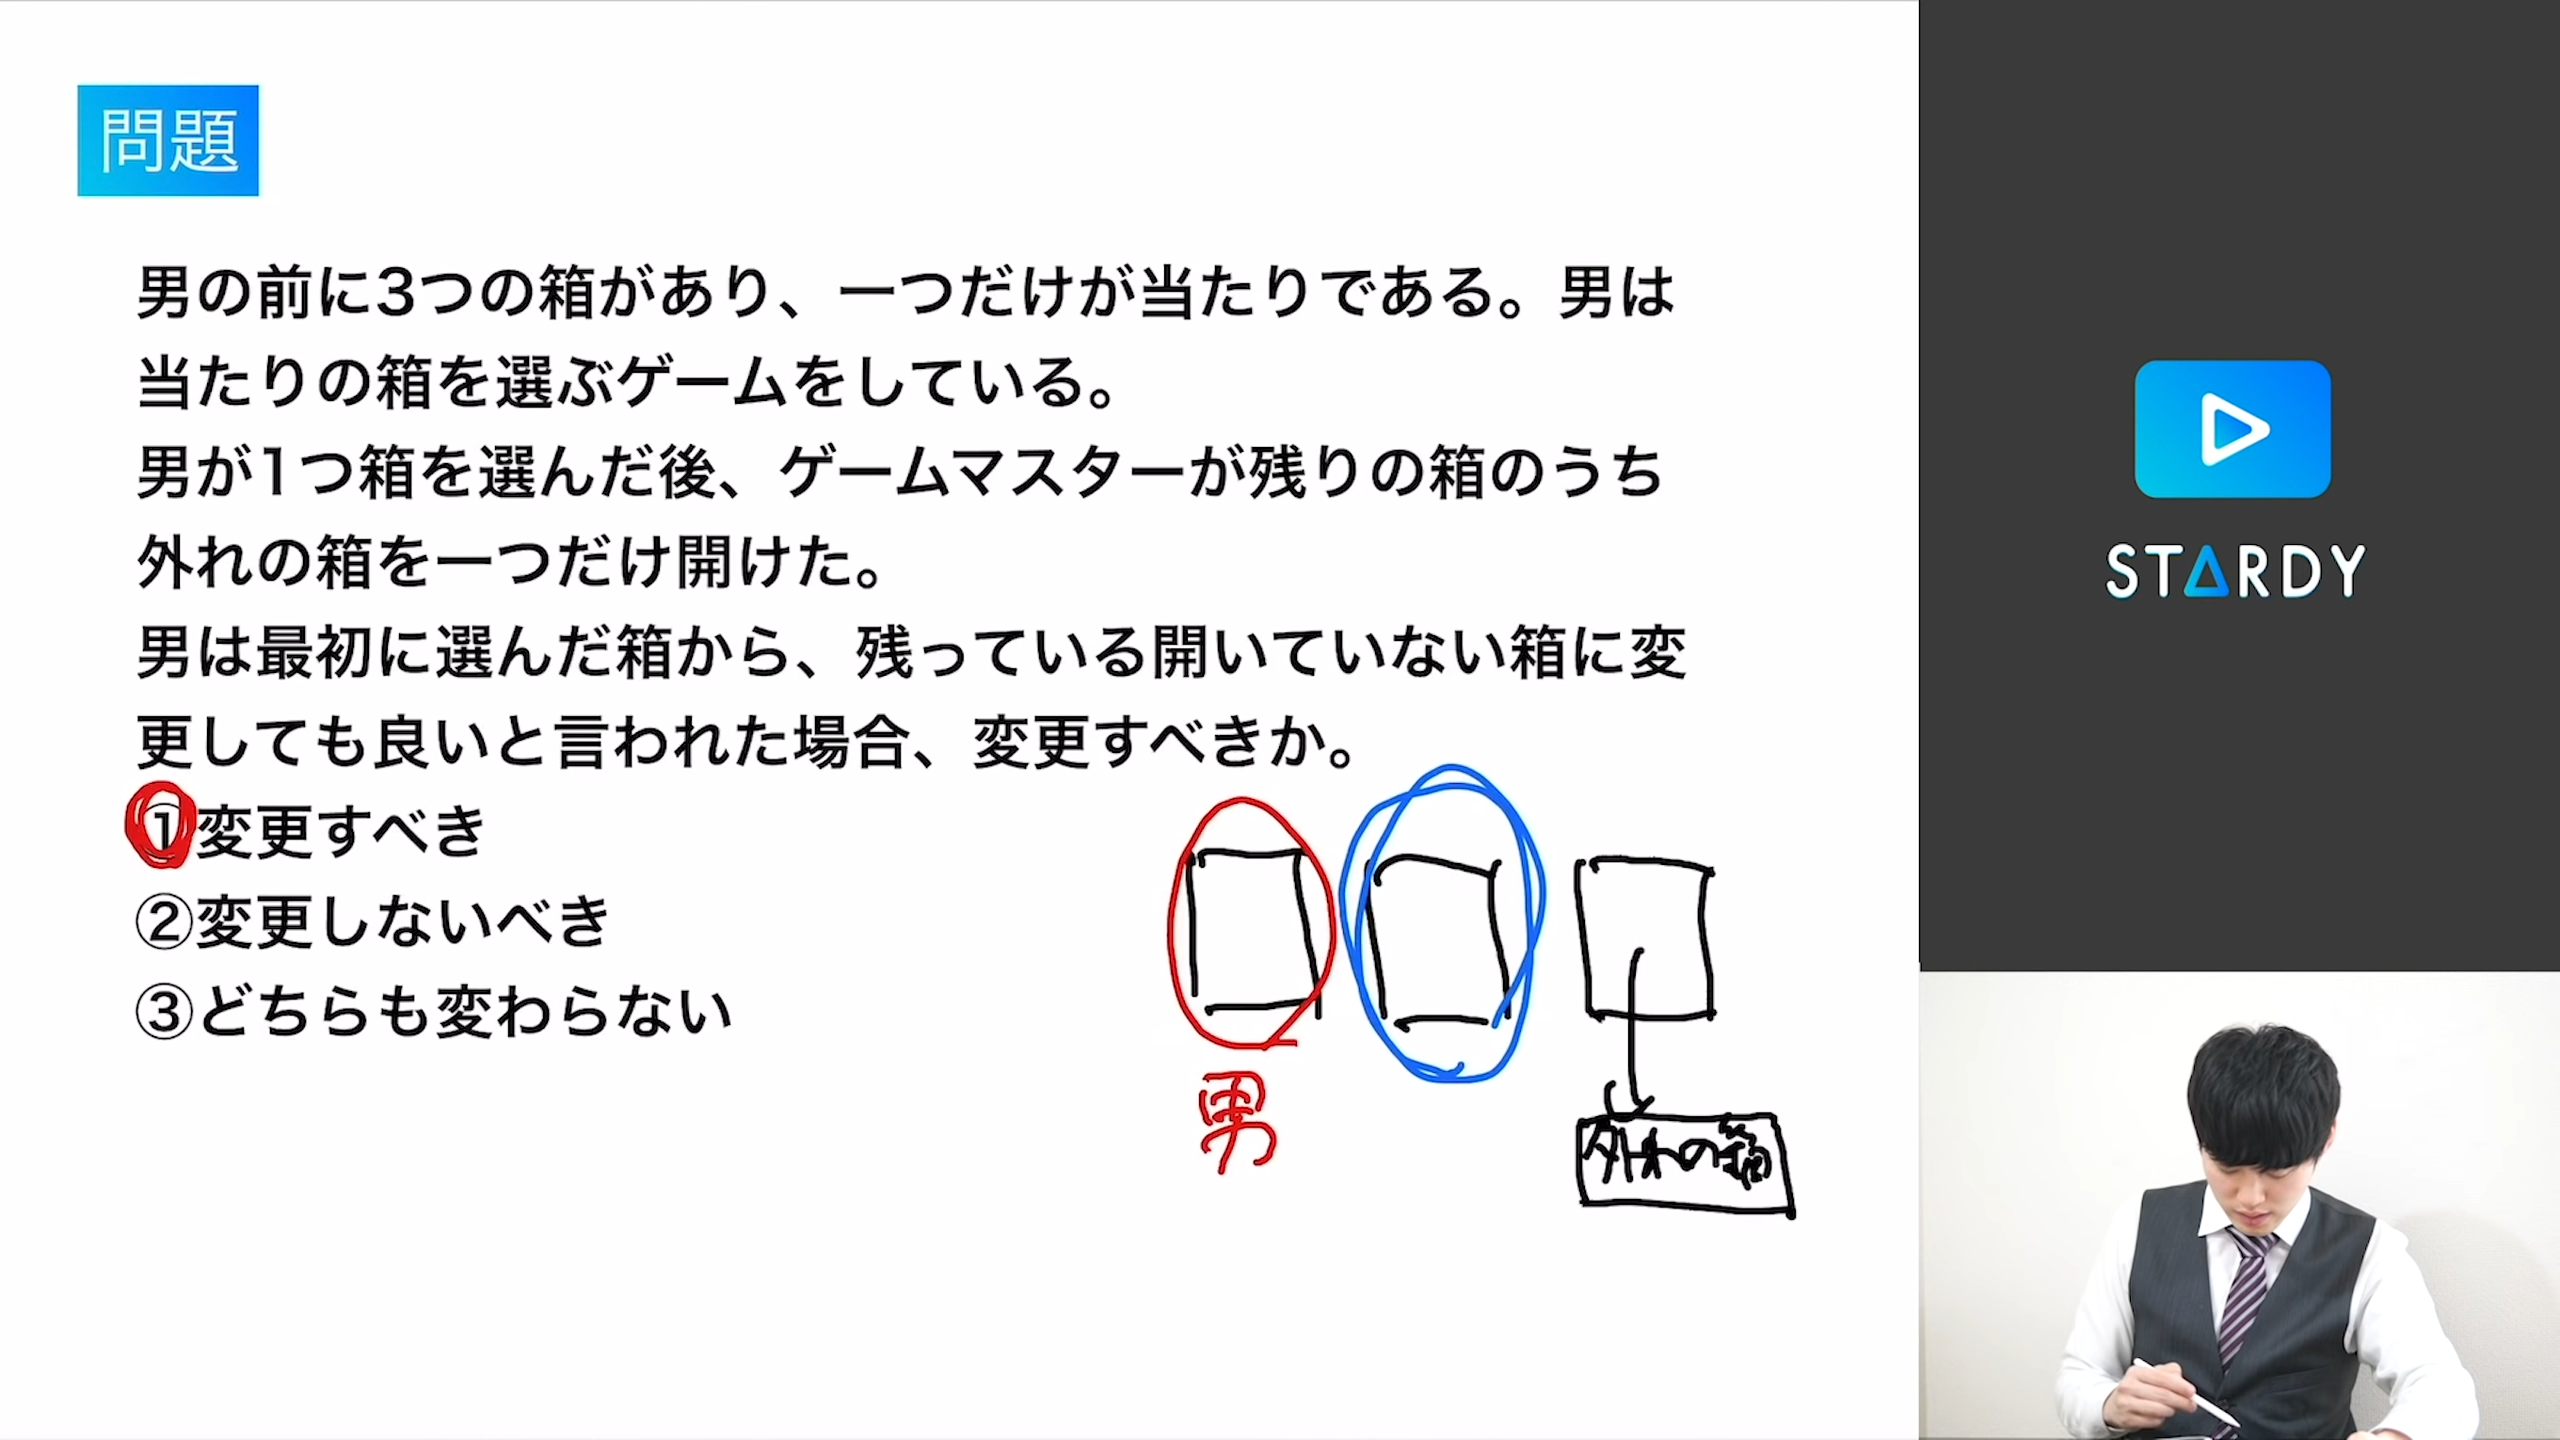 問題
男の前に3つの箱があり、一つだけが当たりである。男は
当たりの箱を選ぶゲームをしている。
男が1つ箱を選んだ後、ゲームマスターが残りの箱のうち
外れの箱を一つだけ開けた。
男は最初に選んだ箱から、残っている開いていない箱に変
更しても良いと言われた場合、変更すべきか。
①変更すべき
②変更しないべき
③どちらも変わらない
男
外れの箱
STARDY